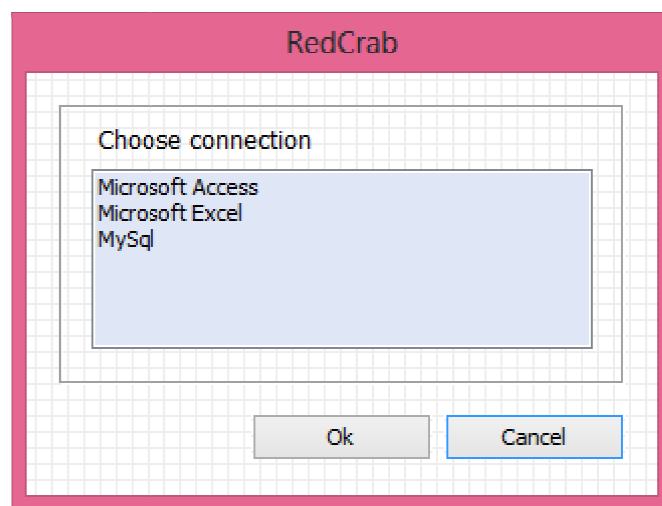 RedCrab
Choose connection
Microsoft Access
Microsoft Excel
MySql
Ok
Cancel